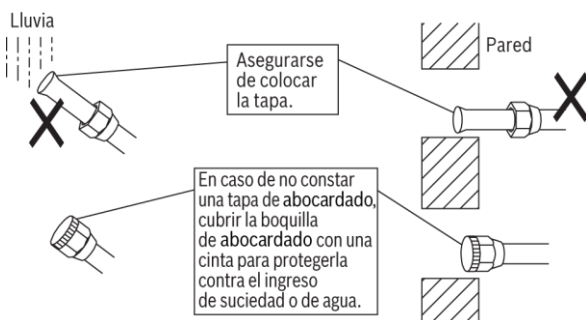 Lluvia
Pared
Asegurarse
de colocar
la tapa.
En caso de no constar
una tapa de abocardado,
cubrir la boquilla
de abocardado con una
cinta para protegerla
contra el ingreso
de suciedad o de agua.